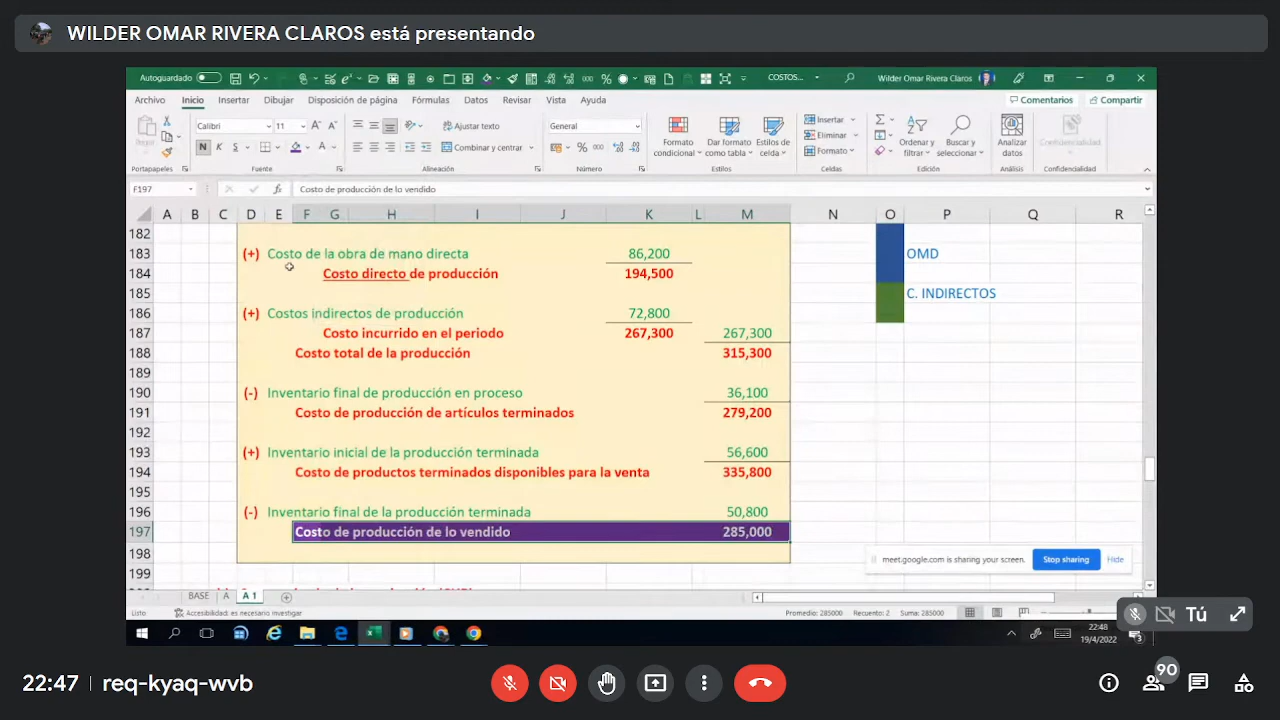 WILDER OMAR RIVERA CLAROS está presentando
Autoguardado COSTOS... Wilder Omar Rivera Claros
Archivo Inicio Insertar Dibujar Disposición de página Fórmulas Datos Revisar Vista Ayuda Comentarios Compartir
Calibri 11 Ajustar texto General Insertar
N K S Combinar y centrar % 000 Eliminar Formato
Formato condicional Dar formato como tabla Estilos de celda Ordenar y filtrar Buscar y seleccionar Analizar datos Confidencialidad
Portapapeles Fuente Alineación Número Estilos Celdas Edición Análisis Confidencialidad
F197 fx Costo de producción de lo vendido
A B C D E F G H I J K L M N O P Q R
182
183 (+) Costo de la obra de mano directa 86,200 OMD
184 Costo directo de producción 194,500
185 C. INDIRECTOS
186 (+) Costos indirectos de producción 72,800
187 Costo incurrido en el periodo 267,300 267,300
188 Costo total de la producción 315,300
189
190 (-) Inventario final de producción en proceso 36,100
191 Costo de producción de artículos terminados 279,200
192
193 (+) Inventario inicial de la producción terminada 56,600
194 Costo de productos terminados disponibles para la venta 335,800
195
196 (-) Inventario final de la producción terminada 50,800
197 Costo de producción de lo vendido 285,000
198
meet.google.com is sharing your screen. Stop sharing Hide
199
BASE A A 1
Listo Accesibilidad: es necesario investigar Promedio: 285000 Recuento: 2 Suma: 285000
Tú
22:48
19/4/2022 3
22:47 | req-kyaq-wvb 90